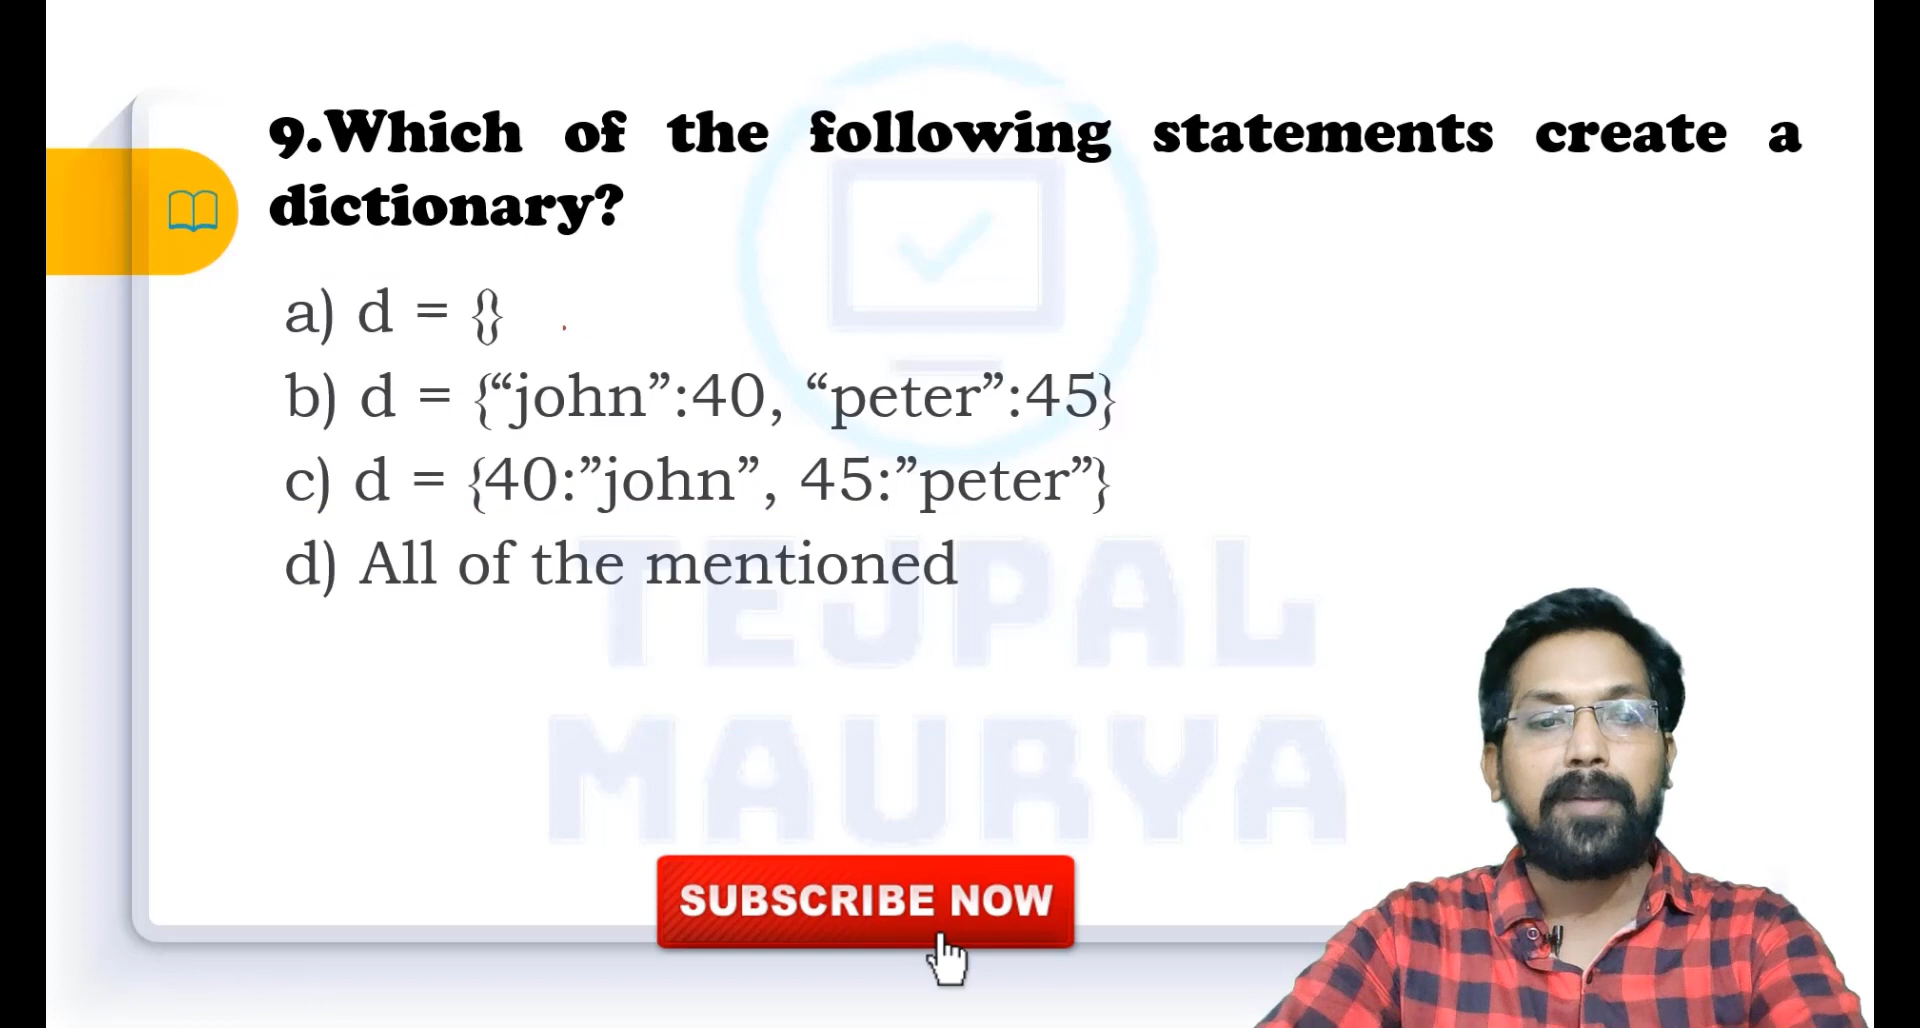 9.Which of the following statements create a
dictionary?
a) d = {}
b) d = {“john”:40, “peter”:45}
c) d = {40:”john”, 45:”peter”}
d) All of the mentioned
TEJPAL
MAURYA
SUBSCRIBE NOW